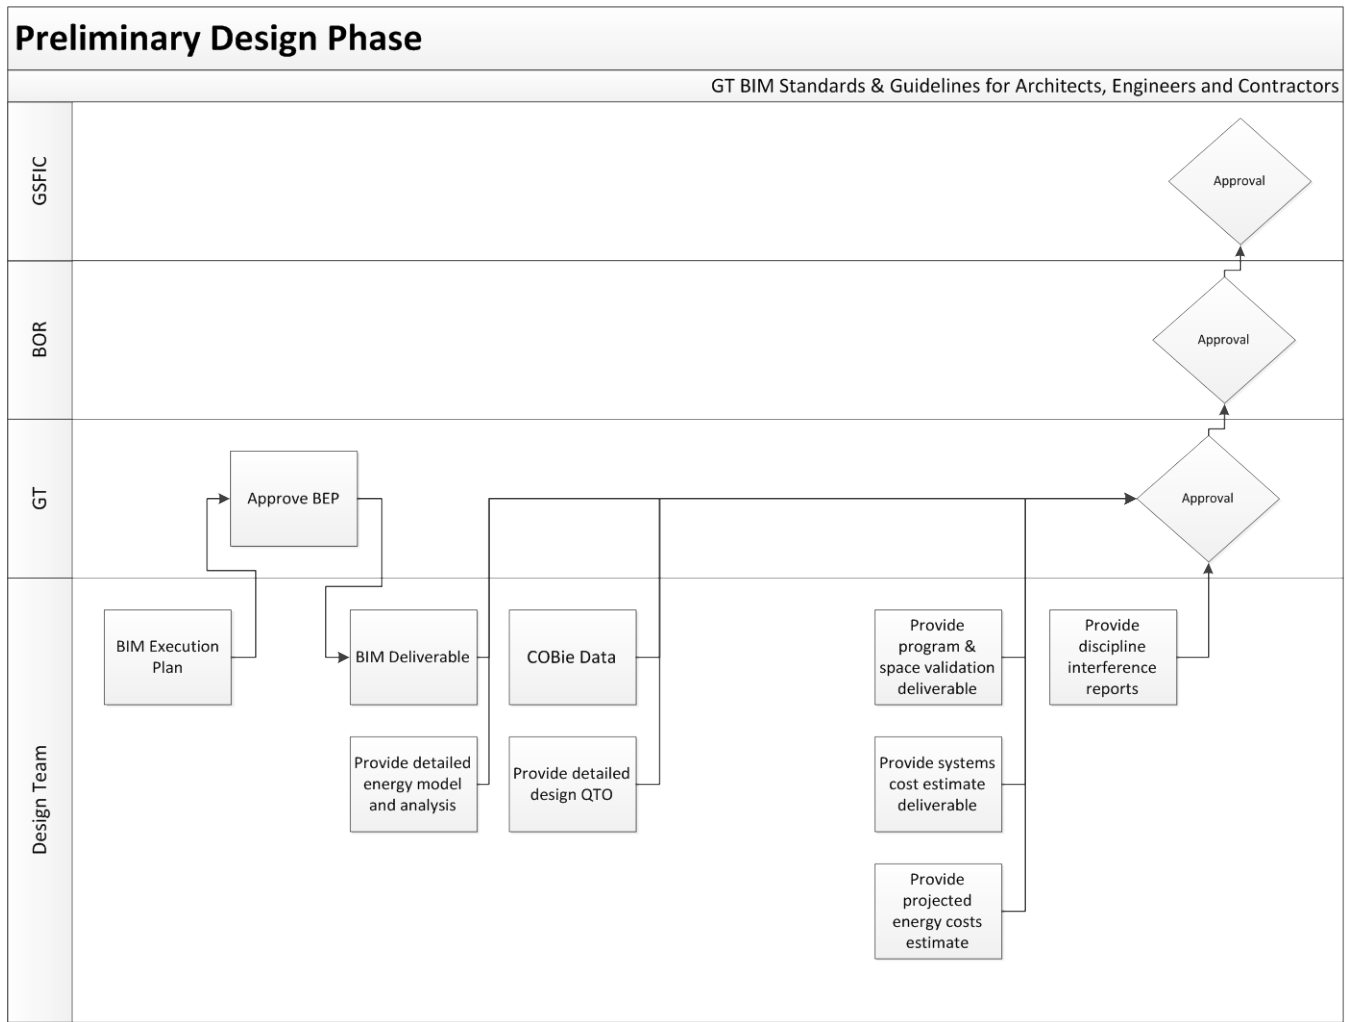 Preliminary Design Phase
GT BIM Standards & Guidelines for Architects, Engineers and Contractors
GSFIC
Approval
BOR
Approval
GT
Approve BEP
Approval
Design Team
BIM Execution
Plan
BIM Deliverable
COBie Data
Provide
program &
space validation
deliverable
Provide
discipline
interference
reports
Provide detailed
energy model
and analysis
Provide detailed
design QTO
Provide systems
cost estimate
deliverable
Provide
projected
energy costs
estimate